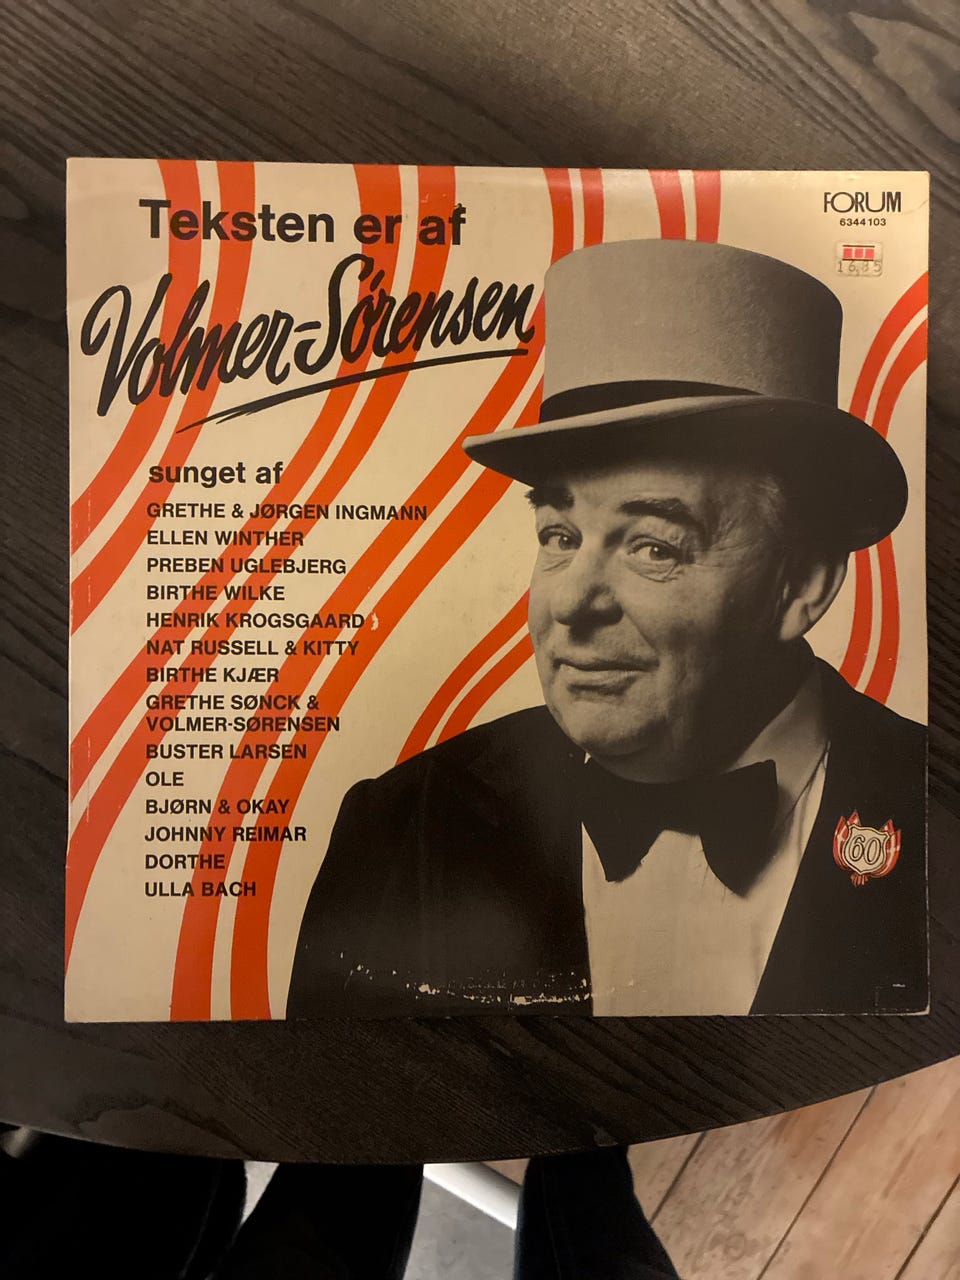 Teksten er af
Volmer-Sørensen
FORUM
6344103
16,85
sunget af
GRETHE & JØRGEN INGMANN
ELLEN WINTHER
PREBEN UGLEBJERG
BIRTHE WILKE
HENRIK KROGSGAARD
NAT RUSSELL & KITTY
BIRTHE KJÆR
GRETHE SØNCK &
VOLMER-SØRENSEN
BUSTER LARSEN
OLE
BJØRN & OKAY
JOHNNY REIMAR
DORTHE
ULLA BACH
60